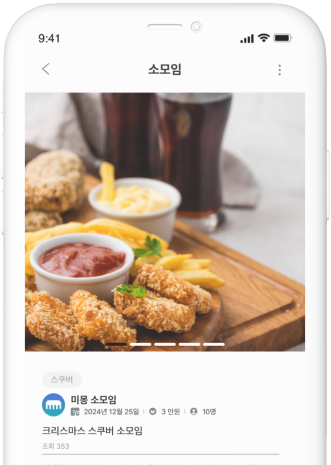 9:41
소모임
스쿠버
미몽 소모임
2024년 12월 25일 3 만원 10명
크리스마스 스쿠버 소모임
조회 353